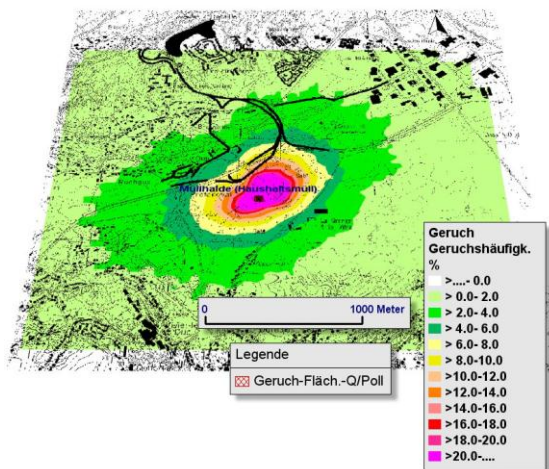 Müllhalde (Haushaltsmüll)
0 1000 Meter
Legende
Geruch-Fläch.-Q/Poll
Geruch
Geruchshäufigk.
%
>....- 0.0
> 0.0- 2.0
> 2.0- 4.0
> 4.0- 6.0
> 6.0- 8.0
> 8.0-10.0
>10.0-12.0
>12.0-14.0
>14.0-16.0
>16.0-18.0
>18.0-20.0
>20.0-....